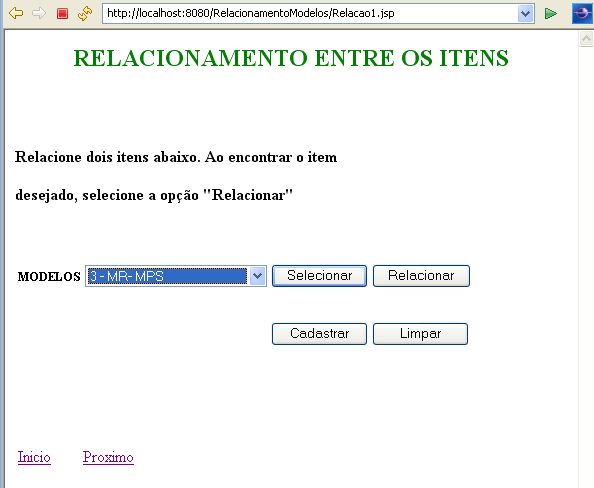 http://localhost:8080/RelacionamentoModelos/Relacao1.jsp
RELACIONAMENTO ENTRE OS ITENS
Relacione dois itens abaixo. Ao encontrar o item
desejado, selecione a opção "Relacionar"
MODELOS 3 - MR- MPS Selecionar Relacionar
Cadastrar Limpar
Inicio Proximo